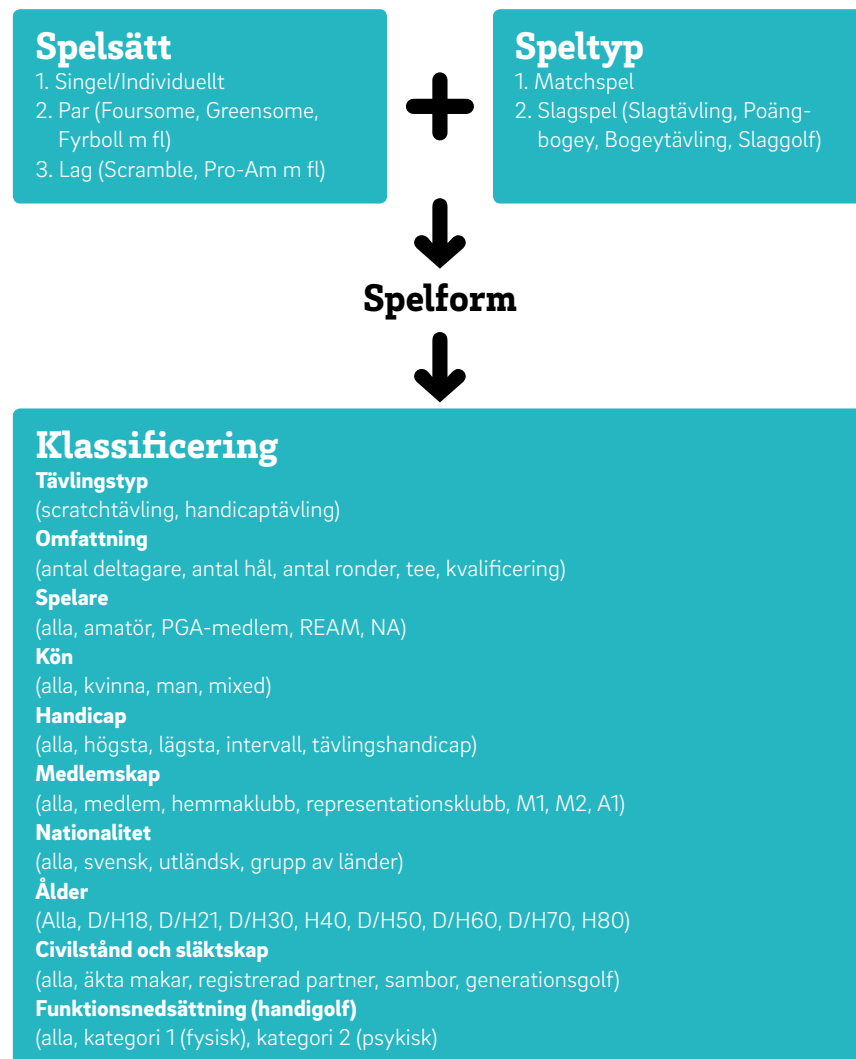 Spelsätt
1. Singel/Individuellt
2. Par (Foursome, Greensome,
Fyrboll m fl)
3. Lag (Scramble, Pro-Am m fl)
Speltyp
1. Matchspel
2. Slagspel (Slagtävling, Poäng-
bogey, Bogeytävling, Slaggolf)
Spelform
Klassificering
Tävlingstyp
(scratchtävling, handicaptävling)
Omfattning
(antal deltagare, antal hål, antal ronder, tee, kvalificering)
Spelare
(alla, amatör, PGA-medlem, REAM, NA)
Kön
(alla, kvinna, man, mixed)
Handicap
(alla, högsta, lägsta, intervall, tävlingshandicap)
Medlemskap
(alla, medlem, hemmaklubb, representationsklubb, M1, M2, A1)
Nationalitet
(alla, svensk, utländsk, grupp av länder)
Ålder
(Alla, D/H18, D/H21, D/H30, H40, D/H50, D/H60, D/H70, H80)
Civilstånd och släktskap
(alla, äkta makar, registrerad partner, sambor, generationsgolf)
Funktionsnedsättning (handigolf)
(alla, kategori 1 (fysisk), kategori 2 (psykisk)